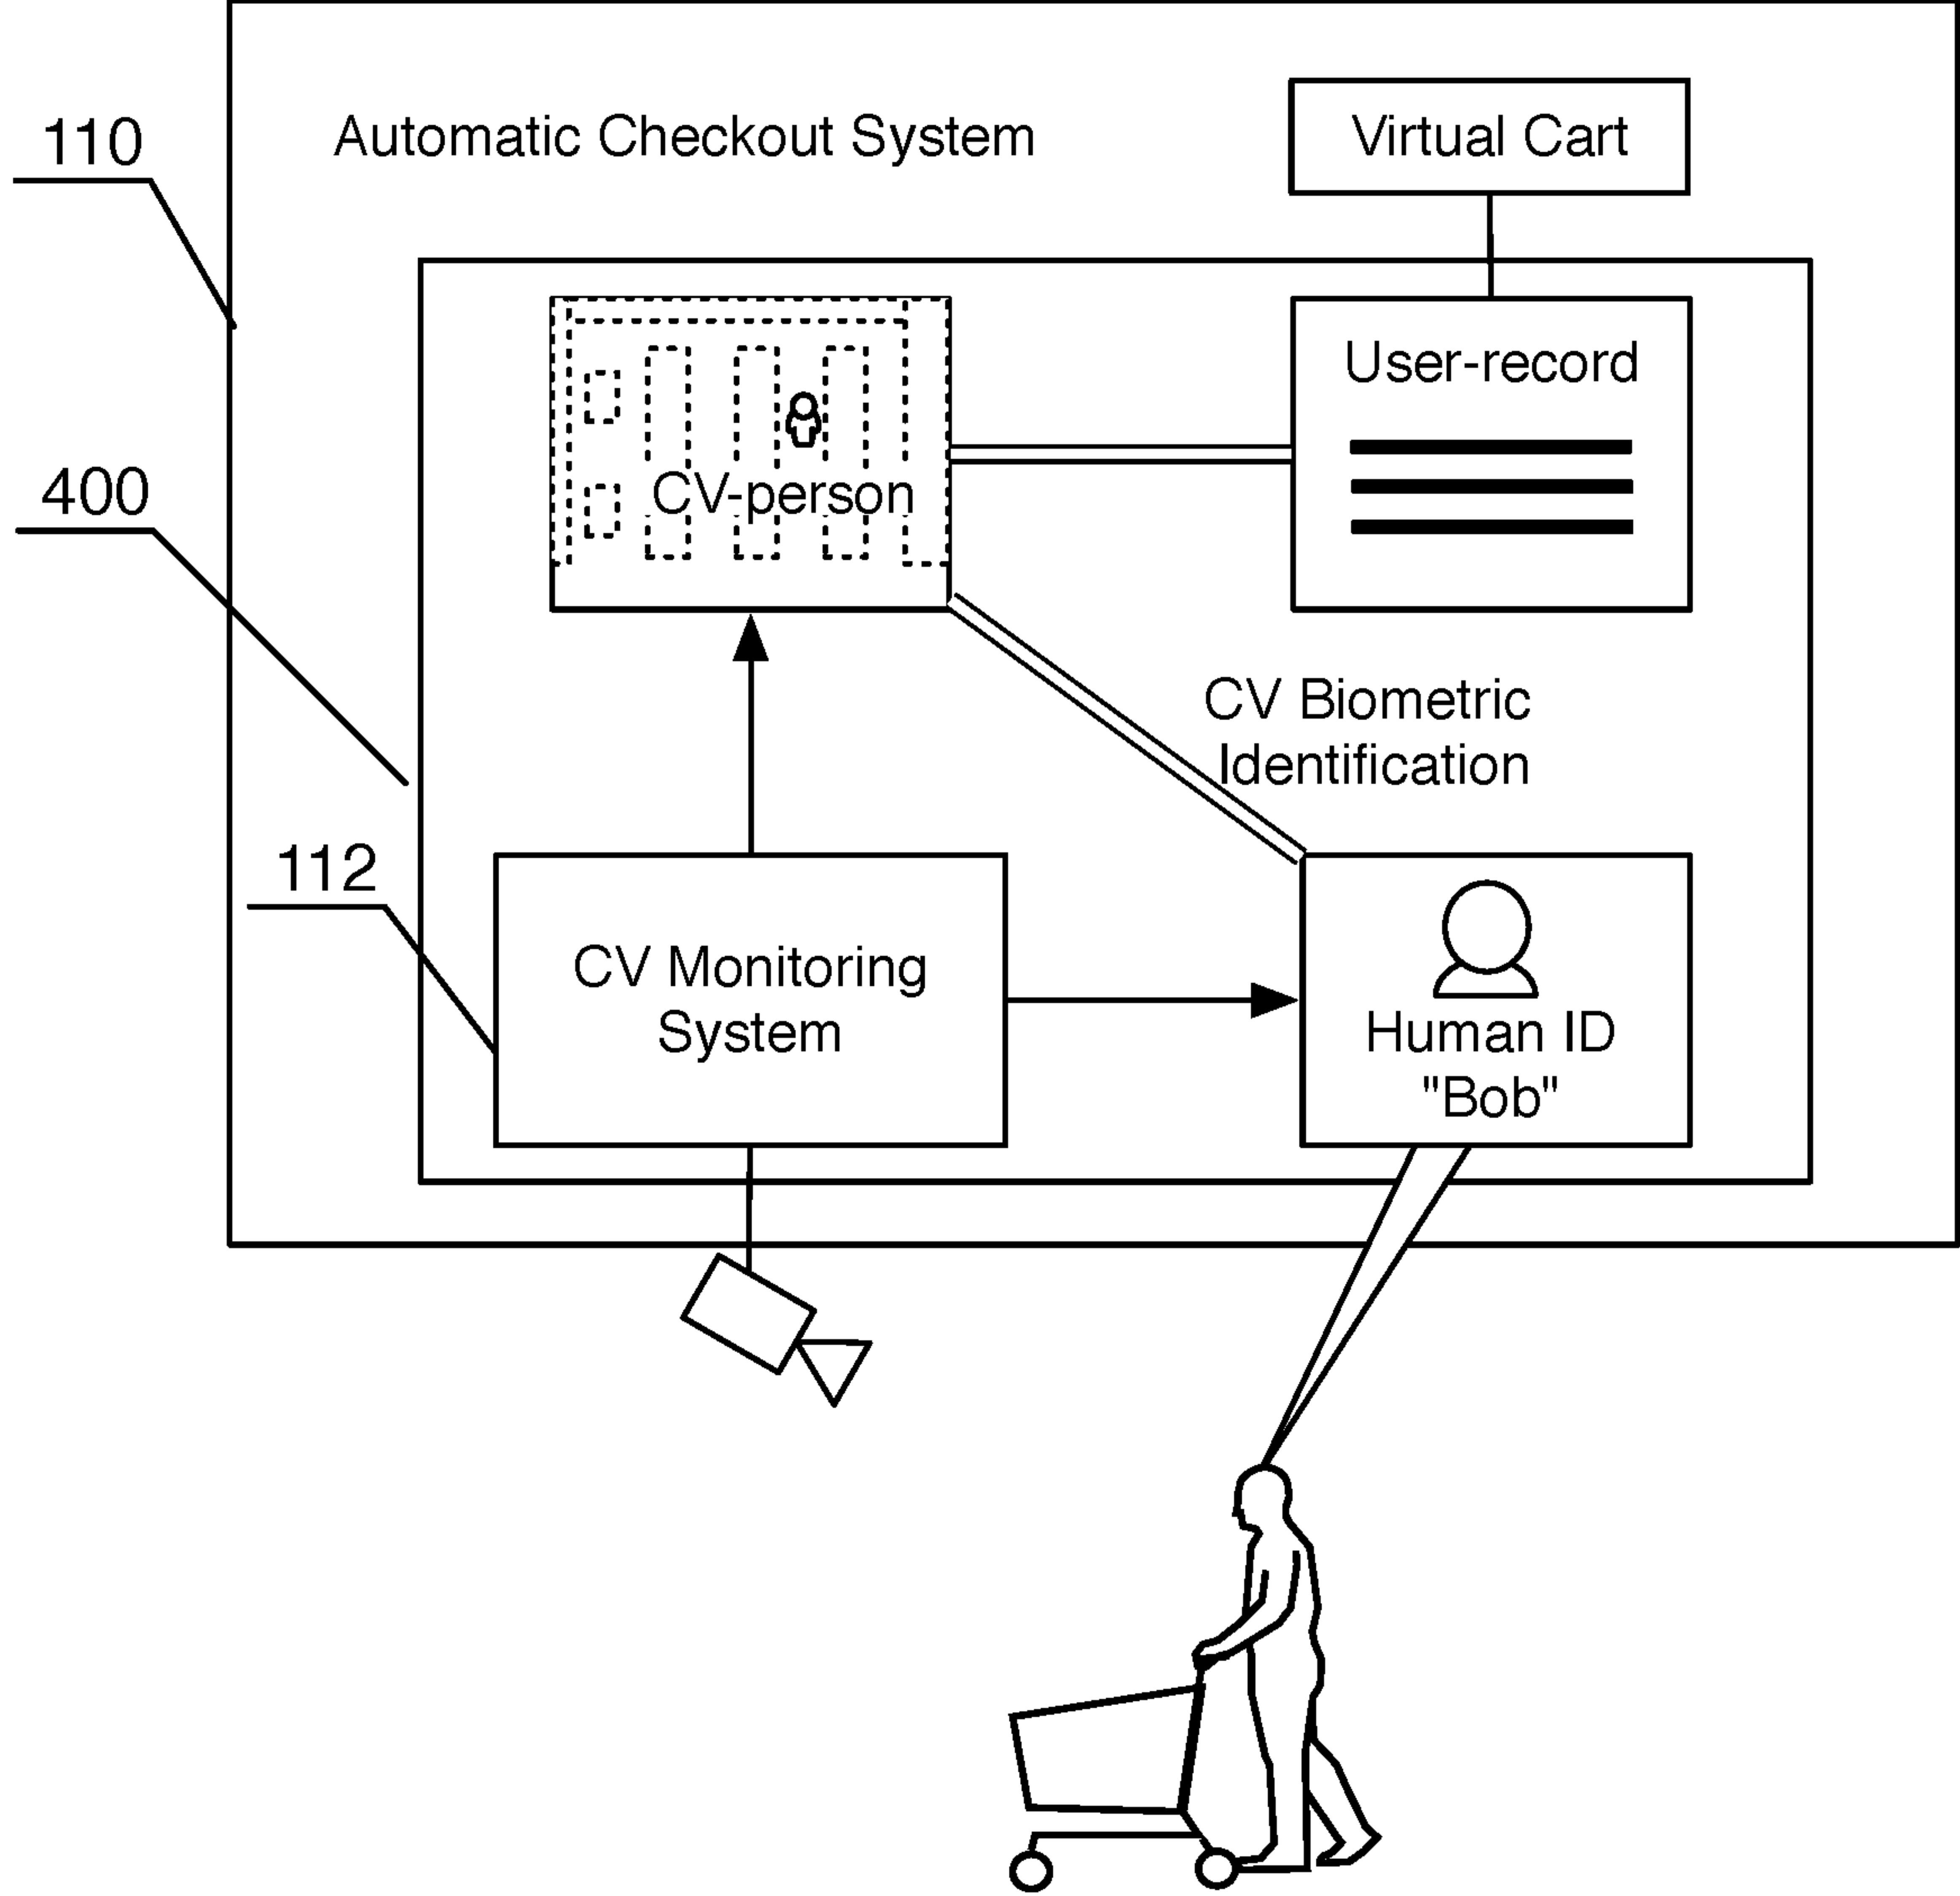 110
Automatic Checkout System
Virtual Cart
User-record
400
CV-person
CV Biometric
Identification
112
CV Monitoring
System
Human ID
"Bob"